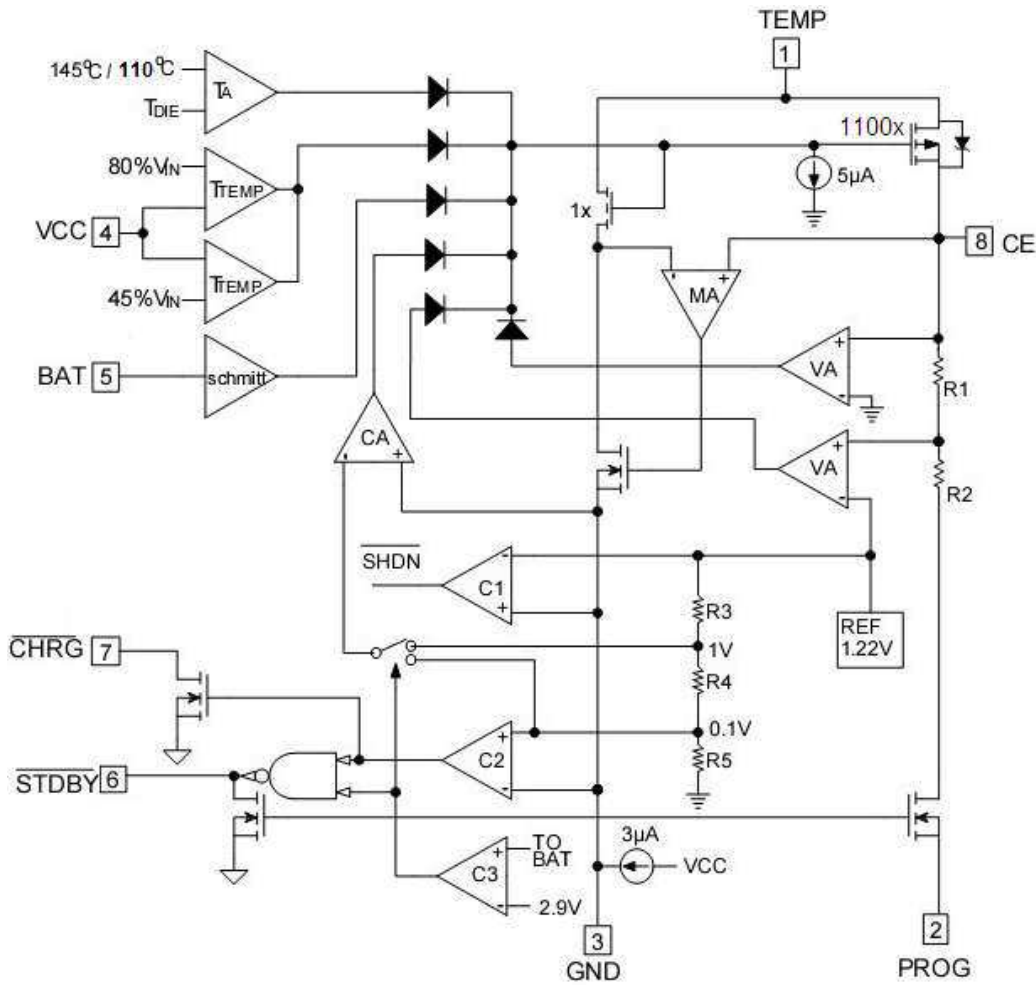 TEMP
1
145°C / 110°C
TA
TDIE
1100x
80%VIN
TTEMP
5µA
1x
VCC 4
8 CE
TTEMP
MA
45%VIN
VA
R1
BAT 5
schmitt
CA
VA
R2
SHDN
C1
R3
REF
1.22V
CHRG 7
1V
R4
0.1V
C2
R5
STDBY 6
3µA
TO
BAT
VCC
C3
2.9V
3
GND
2
PROG